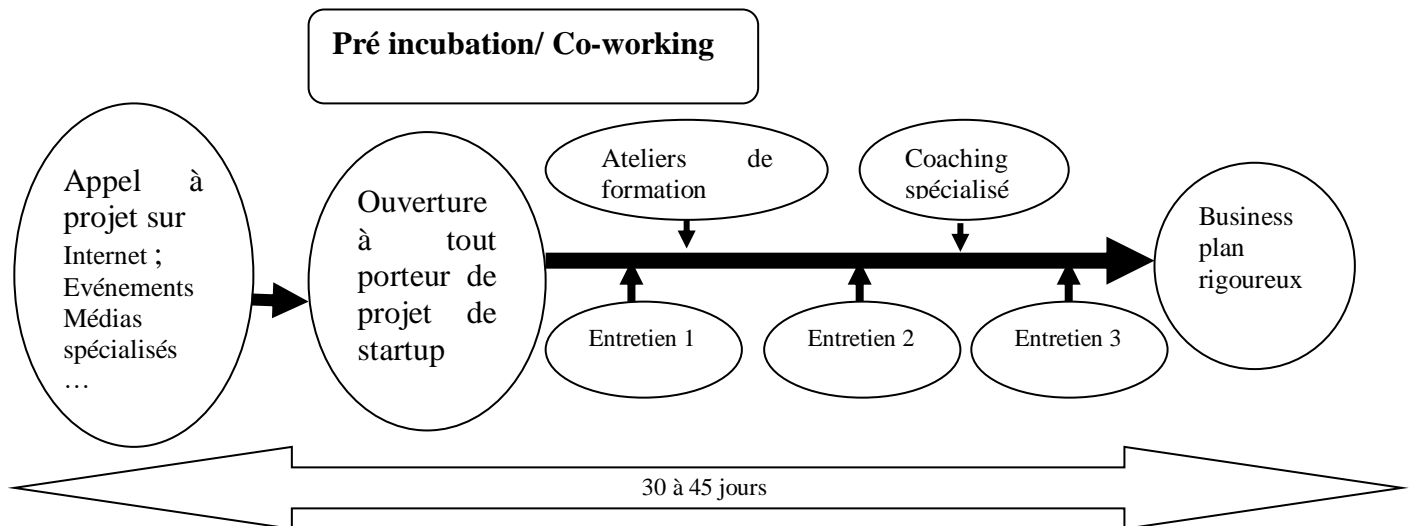 Pré incubation/ Co-working
Appel à
projet sur
Internet ;
Evénements
Médias
spécialisés
…
Ouverture
à tout
porteur de
projet de
startup
Ateliers de
formation
Coaching
spécialisé
Entretien 1
Entretien 2
Entretien 3
Business
plan
rigoureux
30 à 45 jours